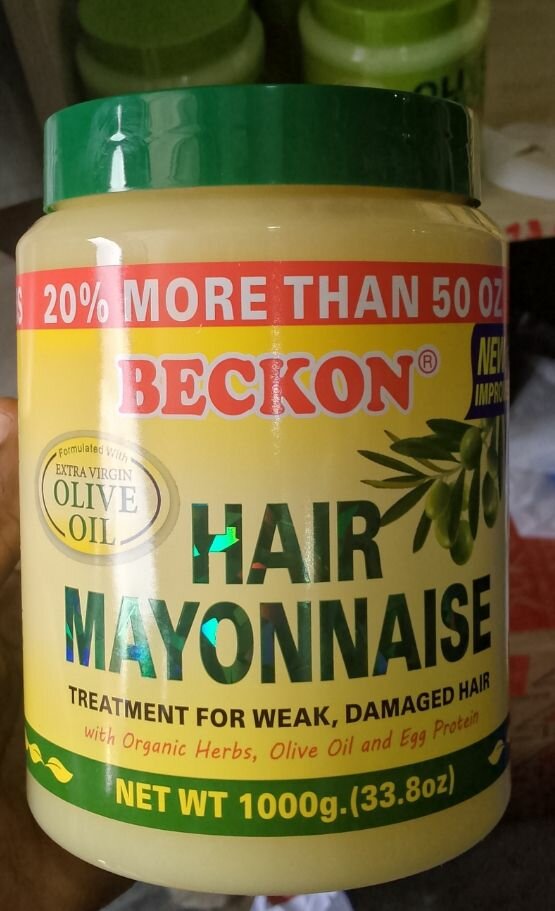 S 20% MORE THAN 50 OZ
BECKON®
NEW
Formulated With
EXTRA VIRGIN
OLIVE
OIL
HAIR
MAYONNAISE
TREATMENT FOR WEAK, DAMAGED HAIR
with Organic Herbs, Olive Oil and Egg Protein
NET WT 1000g.(33.8oz)